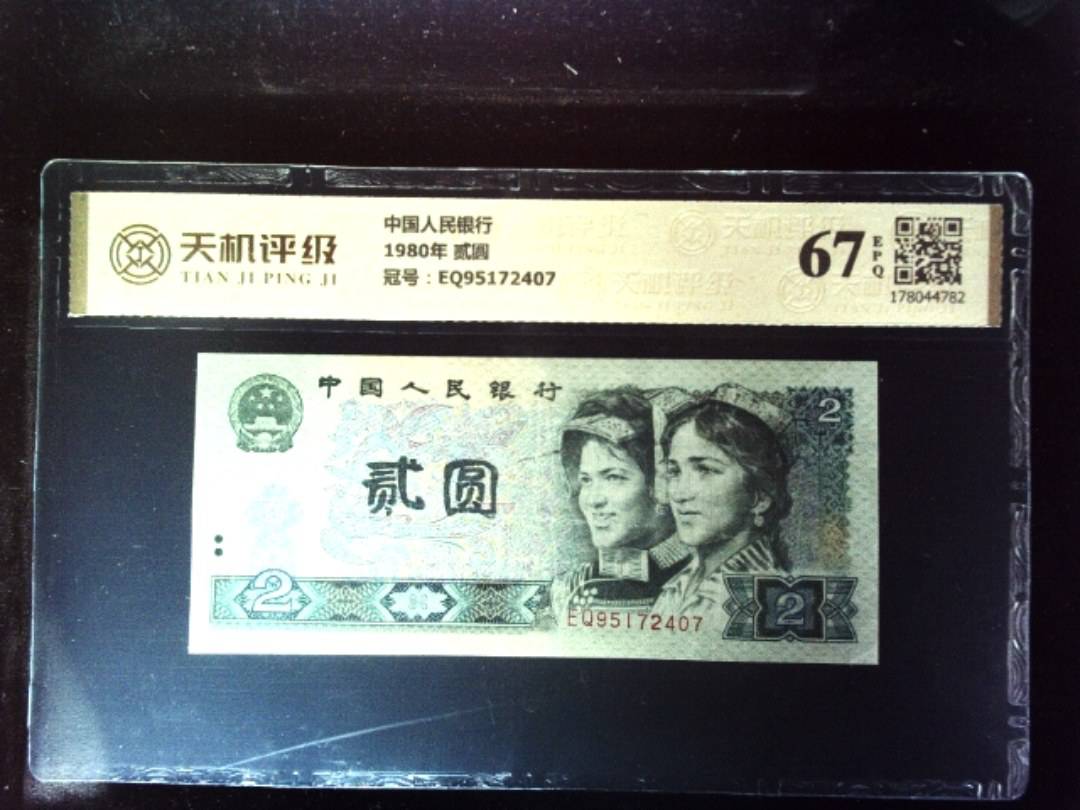 天机评级
TIAN JI PING JI
中国人民银行
1980年 贰圆
冠号：EQ95172407
67
EPQ
178044782
中国人民银行
2
贰圆
2
EQ95172407
2